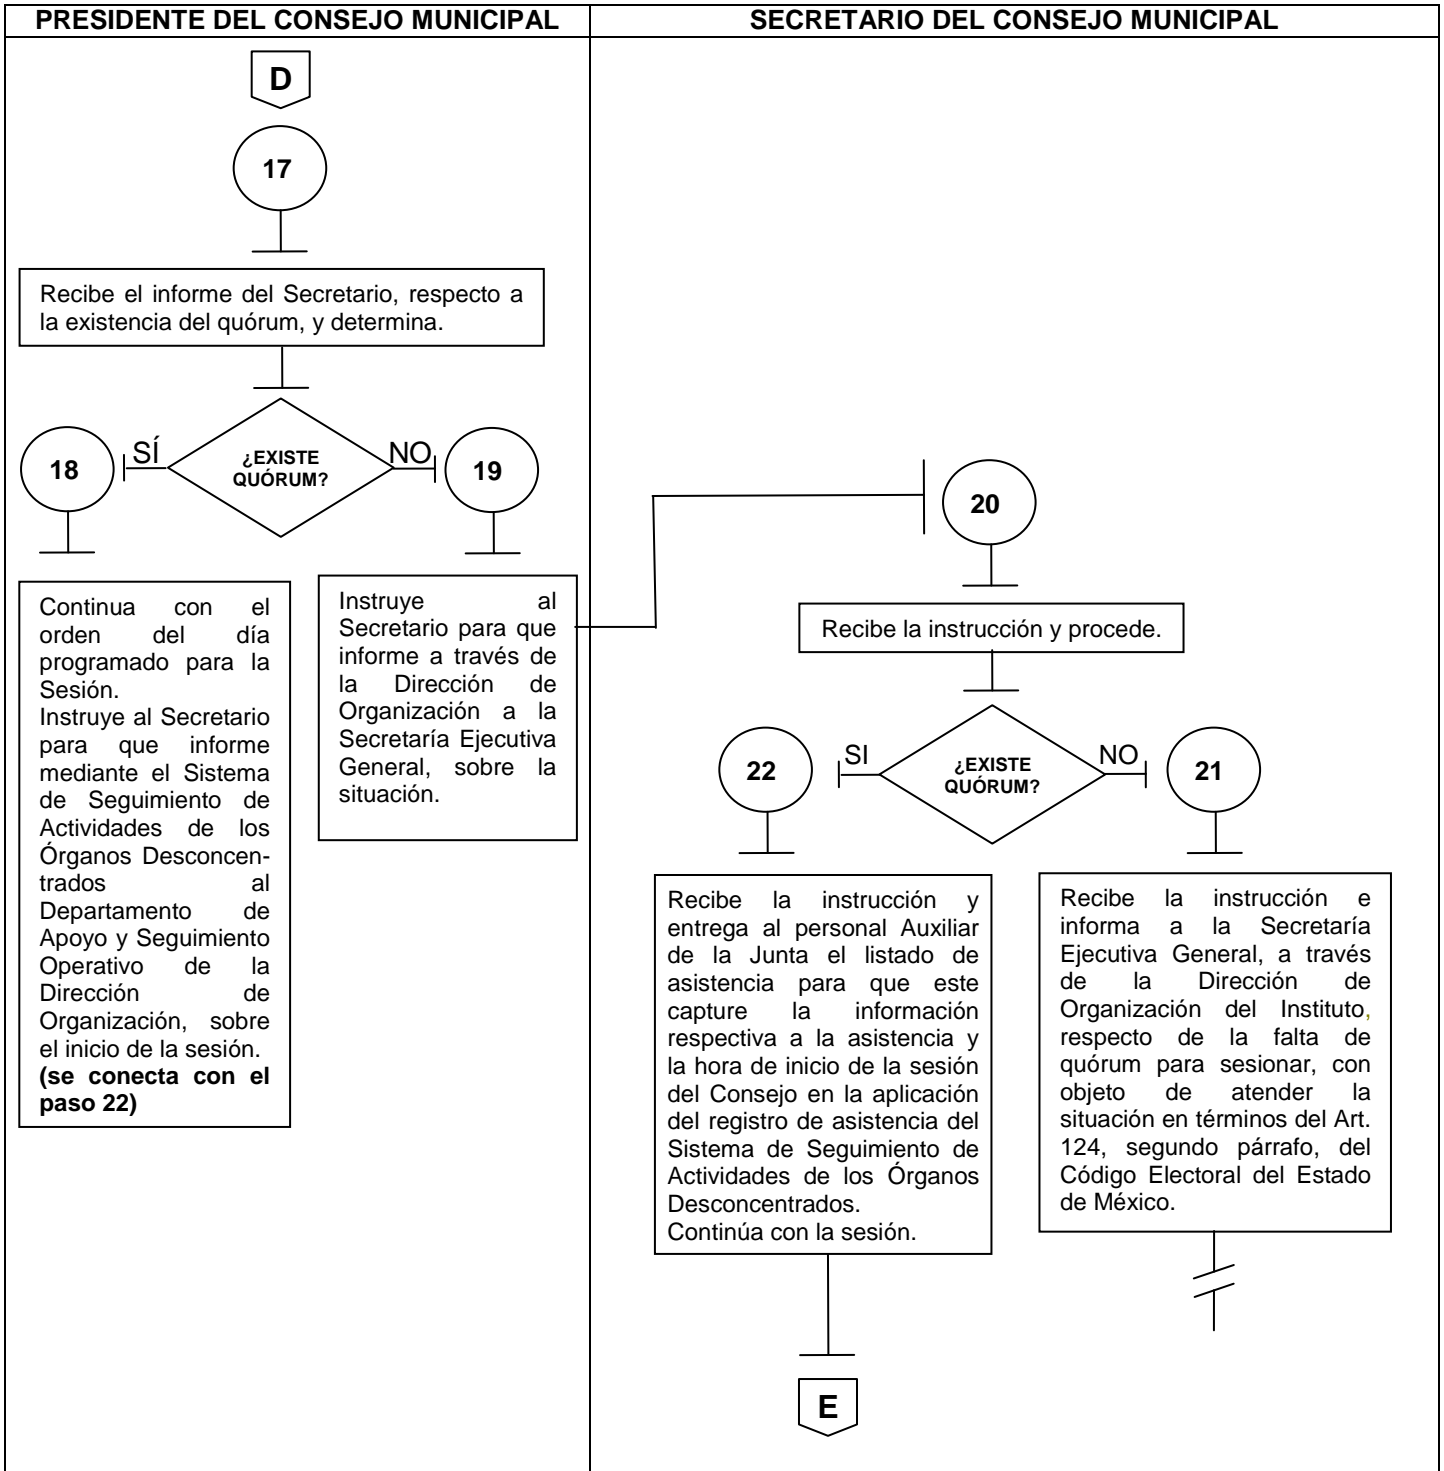 PRESIDENTE DEL CONSEJO MUNICIPAL
SECRETARIO DEL CONSEJO MUNICIPAL
D
17
Recibe el informe del Secretario, respecto a
la existencia del quórum, y determina.
18
SÍ
¿EXISTE
QUÓRUM?
NO
19
Continua con el
orden del día
programado para la
Sesión.
Instruye al Secretario
para que informe
mediante el Sistema
de Seguimiento de
Actividades de los
Órganos Desconcen-
trados al
Departamento de
Apoyo y Seguimiento
Operativo de la
Dirección de
Organización, sobre
el inicio de la sesión.
(se conecta con el
paso 22)
Instruye al
Secretario para que
informe a través de
la Dirección de
Organización a la
Secretaría Ejecutiva
General, sobre la
situación.
20
Recibe la instrucción y procede.
22
SI
¿EXISTE
QUÓRUM?
NO
21
Recibe la instrucción y
entrega al personal Auxiliar
de la Junta el listado de
asistencia para que este
capture la información
respectiva a la asistencia y
la hora de inicio de la sesión
del Consejo en la aplicación
del registro de asistencia del
Sistema de Seguimiento de
Actividades de los Órganos
Desconcentrados.
Continúa con la sesión.
Recibe la instrucción e
informa a la Secretaría
Ejecutiva General, a través
de la Dirección de
Organización del Instituto,
respecto de la falta de
quórum para sesionar, con
objeto de atender la
situación en términos del Art.
124, segundo párrafo, del
Código Electoral del Estado
de México.
E